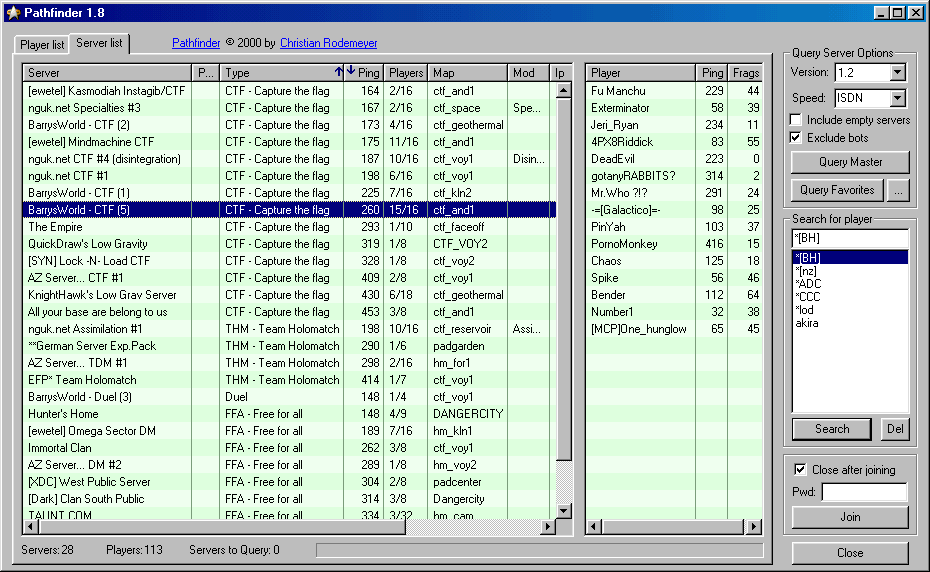 Pathfinder 1.8
Player list Server list Pathfinder © 2000 by Christian Rodemeyer
Server P... Type Ping Players Map Mod Ip
[ewetel] Kasmodiah Instagib/CTF CTF - Capture the flag 164 2/16 ctf_and1
nguk.net Specialties #3 CTF - Capture the flag 167 2/16 ctf_space Spe...
BarrysWorld - CTF (2) CTF - Capture the flag 173 4/16 ctf_geothermal
[ewetel] Mindmachine CTF CTF - Capture the flag 175 11/16 ctf_and1
nguk.net CTF #4 (disintegration) CTF - Capture the flag 187 10/16 ctf_voy1 Disin...
nguk.net CTF #1 CTF - Capture the flag 198 6/16 ctf_voy1
BarrysWorld - CTF (1) CTF - Capture the flag 225 7/16 ctf_kln2
BarrysWorld - CTF (5) CTF - Capture the flag 260 15/16 ctf_and1
The Empire CTF - Capture the flag 293 1/10 ctf_faceoff
QuickDraw's Low Gravity CTF - Capture the flag 319 1/8 CTF_VOY2
[SYN] Lock -N- Load CTF CTF - Capture the flag 328 1/8 ctf_voy2
AZ Server... CTF #1 CTF - Capture the flag 409 2/8 ctf_voy1
KnightHawk's Low Grav Server CTF - Capture the flag 430 6/18 ctf_geothermal
All your base are belong to us CTF - Capture the flag 453 3/8 ctf_and1
nguk.net Assimilation #1 THM - Team Holomatch 198 10/16 ctf_reservoir Assi...
**German Server Exp.Pack THM - Team Holomatch 290 1/6 padgarden
AZ Server... TDM #1 THM - Team Holomatch 298 2/16 hm_for1
EFP* Team Holomatch THM - Team Holomatch 414 1/7 ctf_voy1
BarrysWorld - Duel (3) Duel 148 1/4 ctf_voy1
Hunter's Home FFA - Free for all 148 4/9 DANGERCITY
[ewetel] Omega Sector DM FFA - Free for all 189 7/16 hm_kln1
Immortal Clan FFA - Free for all 262 3/8 ctf_voy1
AZ Server... DM #2 FFA - Free for all 289 1/8 hm_voy2
[XDC] West Public Server FFA - Free for all 304 2/8 padcenter
[Dark] Clan South Public FFA - Free for all 314 3/8 Dangercity
TAUNT.COM FFA - Free for all 334 3/32 hm_cam
Player Ping Frags
Fu Manchu 229 44
Exterminator 58 39
Jeri_Ryan 234 11
4PX8Riddick 83 55
DeadEvil 223 0
gotanyRABBITS? 314 2
Mr.Who ?!? 291 24
-=[Galactico]=- 98 25
PinYah 103 37
PornoMonkey 416 15
Chaos 125 18
Spike 56 46
Bender 112 64
Number1 32 38
[MCP]One_hunglow 65 45
Query Server Options
Version: 1.2
Speed: ISDN
Include empty servers
Exclude bots
Query Master
Query Favorites ...
Search for player
*[BH]
*[BH]
*[nz]
*ADC
*CCC
*lod
akira
Search Del
Close after joining
Pwd:
Join
Close
Servers: 28 Players: 113 Servers to Query: 0